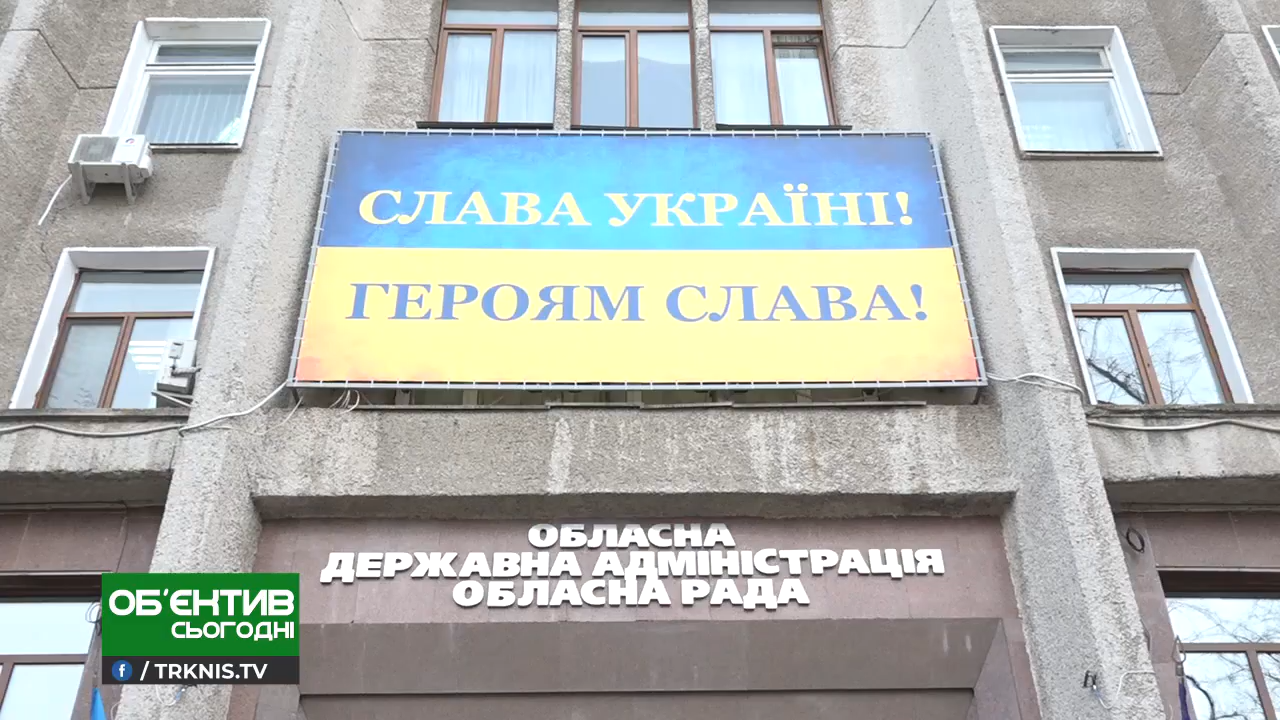 СЛАВА УКРАЇНІ!
ГЕРОЯМ СЛАВА!
ОБЛАСНА
ДЕРЖАВНА АДМІНІСТРАЦІЯ
ОБЛАСНА РАДА
ОБ'ЄКТИВ
СЬОГОДНІ
f / TRKNIS.TV